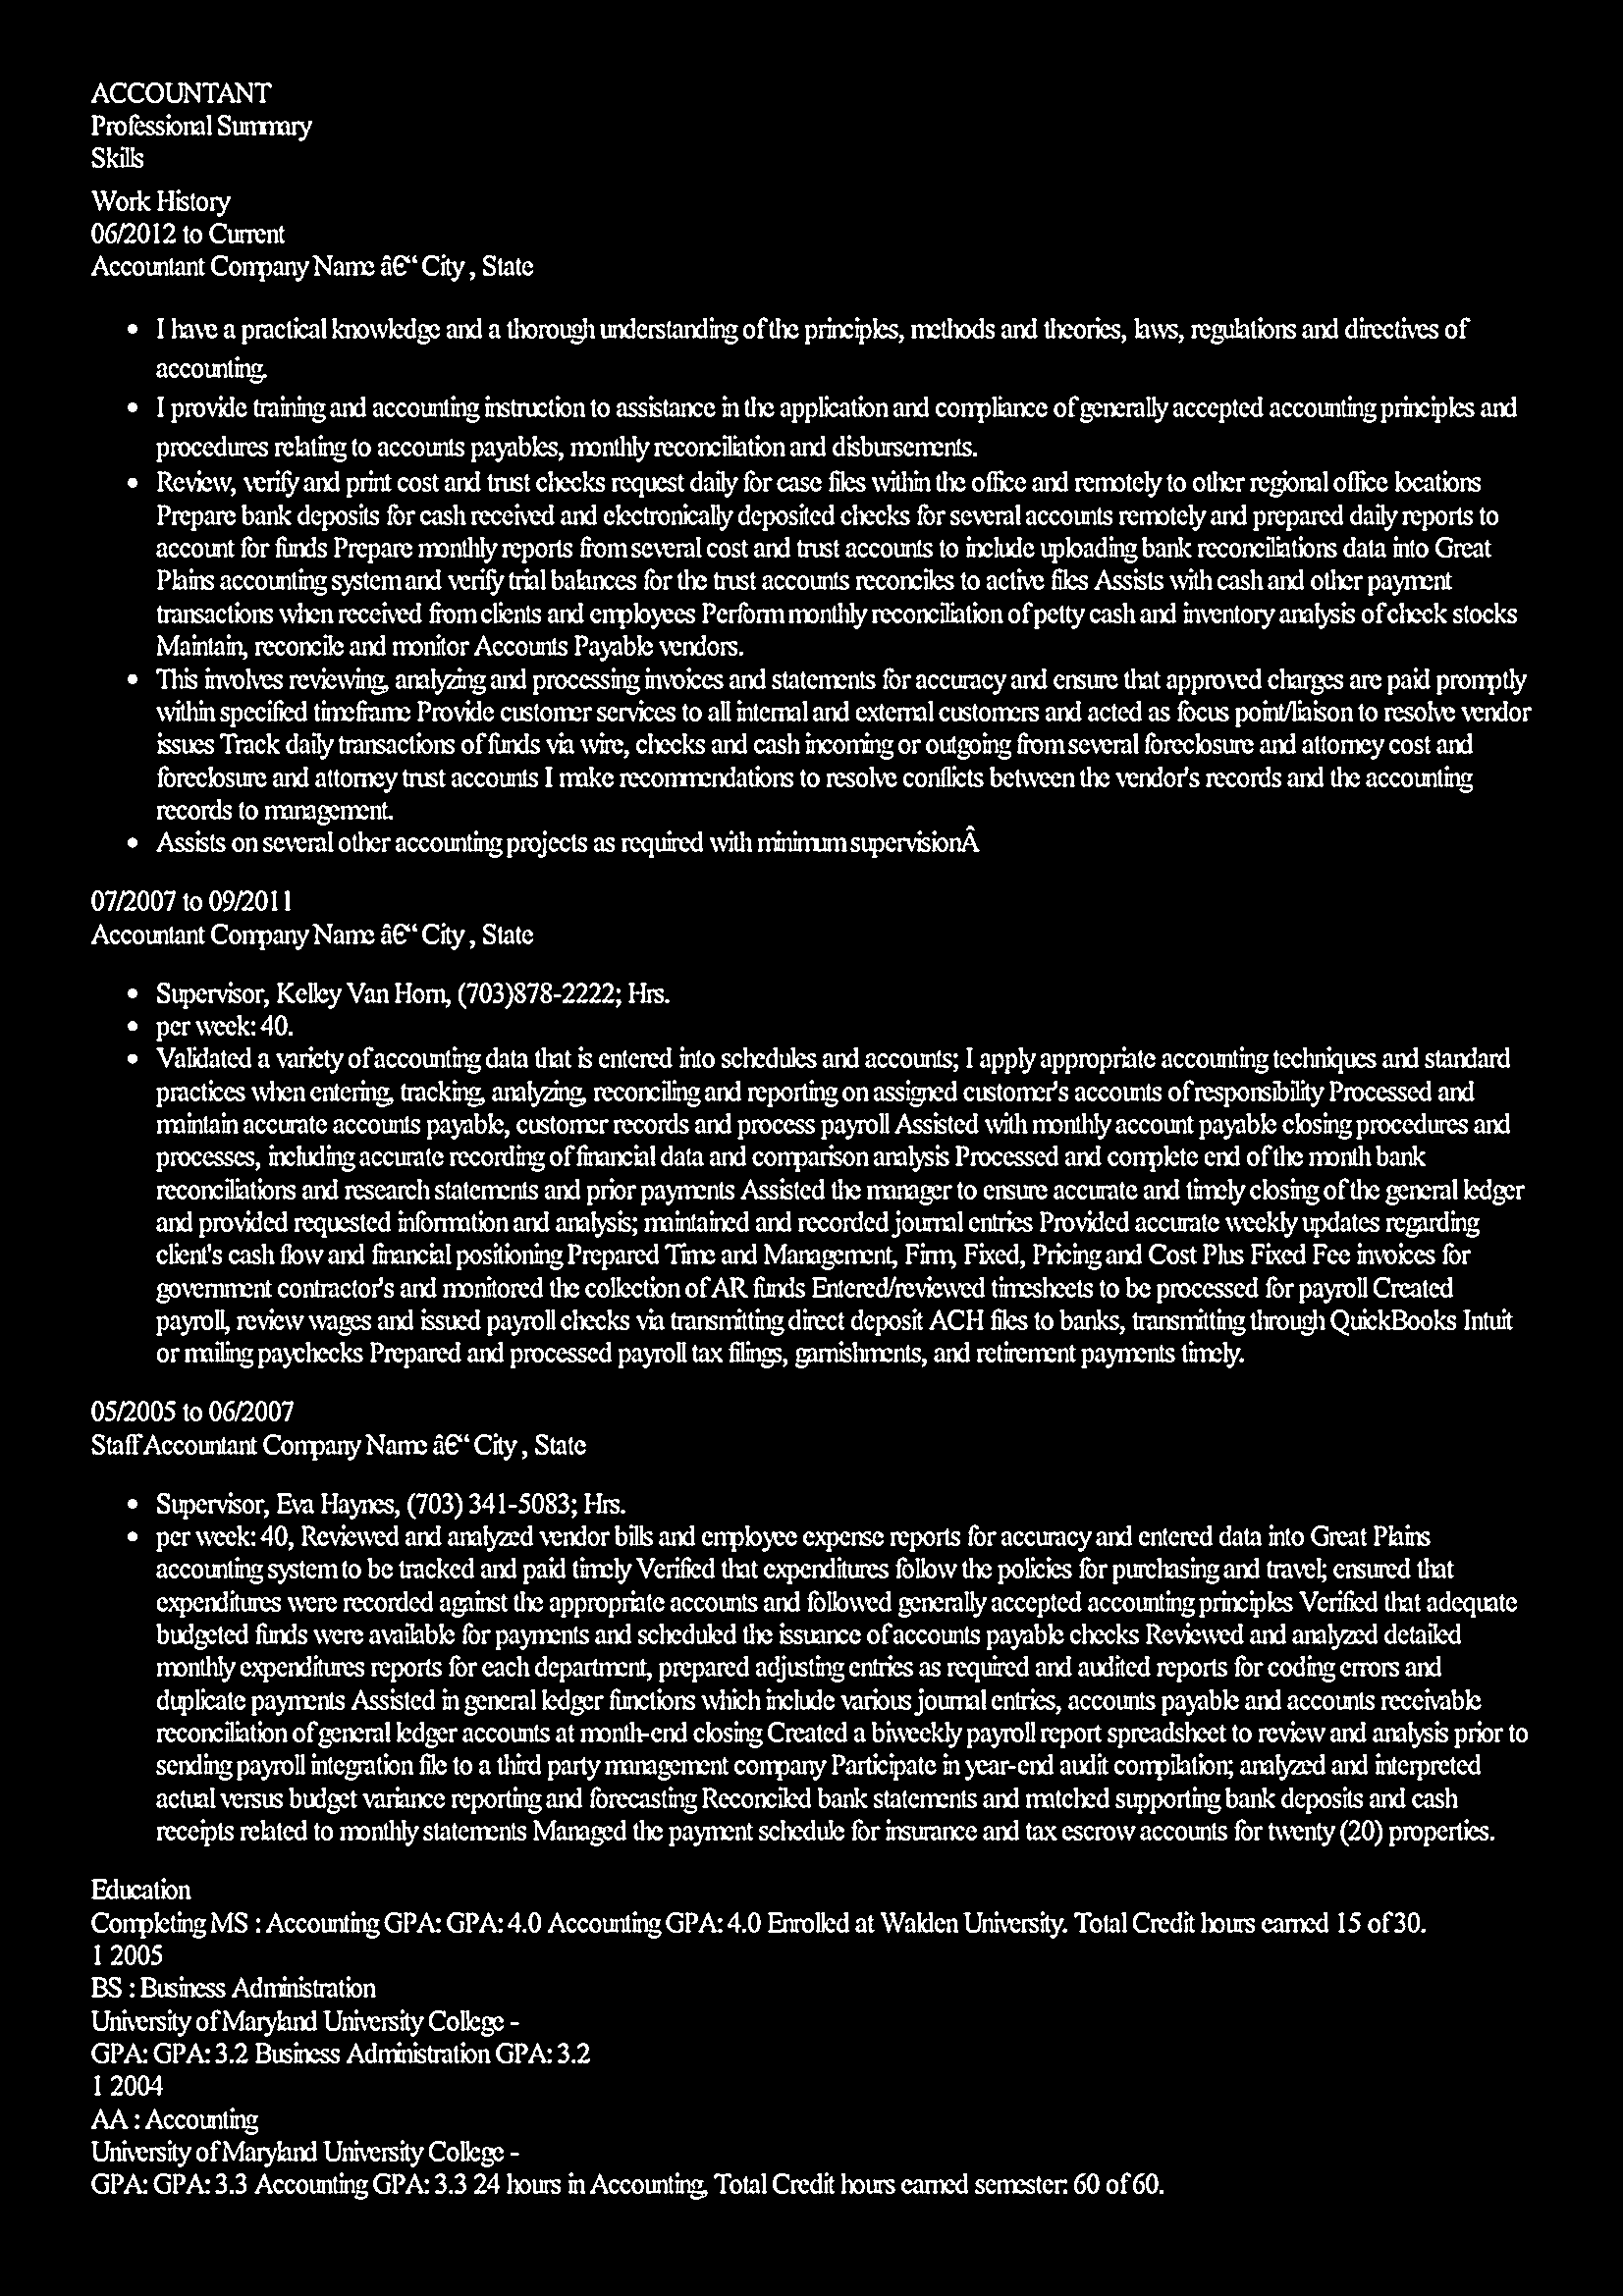 ACCOUNTANT
Professional Summary
Skills
Work History
06/2012 to Current
Accountant Company Name â€“ City , State
• I have a practical knowledge and a thorough understanding of the principles, methods and theories, laws, regulations and directives of
accounting.
• I provide training and accounting instruction to assistance in the application and compliance of generally accepted accounting principles and
procedures relating to accounts payables, monthly reconciliation and disbursements.
• Review, verify and print cost and trust checks request daily for case files within the office and remotely to other regional office locations
Prepare bank deposits for cash received and electronically deposited checks for several accounts remotely and prepared daily reports to
account for funds Prepare monthly reports from several cost and trust accounts to include uploading bank reconciliations data into Great
Plains accounting system and verify trial balances for the trust accounts reconciles to active files Assists with cash and other payment
transactions when received from clients and employees Perform monthly reconciliation of petty cash and inventory analysis of check stocks
Maintain, reconcile and monitor Accounts Payable vendors.
• This involves reviewing, analyzing and processing invoices and statements for accuracy and ensure that approved charges are paid promptly
within specified timeframe Provide customer services to all internal and external customers and acted as focus point/liaison to resolve vendor
issues Track daily transactions of funds via wire, checks and cash incoming or outgoing from several foreclosure and attorney cost and
foreclosure and attorney trust accounts I make recommendations to resolve conflicts between the vendor's records and the accounting
records to management.
• Assists on several other accounting projects as required with minimum supervisionÂ
07/2007 to 09/2011
Accountant Company Name â€“ City , State
• Supervisor, Kelley Van Horn, (703)878-2222; Hrs.
• per week: 40.
• Validated a variety of accounting data that is entered into schedules and accounts; I apply appropriate accounting techniques and standard
practices when entering, tracking, analyzing, reconciling and reporting on assigned customer's accounts of responsibility Processed and
maintain accurate accounts payable, customer records and process payroll Assisted with monthly account payable closing procedures and
processes, including accurate recording of financial data and comparison analysis Processed and complete end of the month bank
reconciliations and research statements and prior payments Assisted the manager to ensure accurate and timely closing of the general ledger
and provided requested information and analysis; maintained and recorded journal entries Provided accurate weekly updates regarding
client's cash flow and financial positioning Prepared Time and Management, Firm, Fixed, Pricing and Cost Plus Fixed Fee invoices for
government contractor's and monitored the collection of AR funds Entered/reviewed timesheets to be processed for payroll Created
payroll, review wages and issued payroll checks via transmitting direct deposit ACH files to banks, transmitting through QuickBooks Intuit
or mailing paychecks Prepared and processed payroll tax filings, garnishments, and retirement payments timely.
05/2005 to 06/2007
Staff Accountant Company Name â€“ City , State
• Supervisor, Eva Haynes, (703) 341-5083; Hrs.
• per week: 40, Reviewed and analyzed vendor bills and employee expense reports for accuracy and entered data into Great Plains
accounting system to be tracked and paid timely Verified that expenditures follow the policies for purchasing and travel; ensured that
expenditures were recorded against the appropriate accounts and followed generally accepted accounting principles Verified that adequate
budgeted funds were available for payments and scheduled the issuance of accounts payable checks Reviewed and analyzed detailed
monthly expenditures reports for each department, prepared adjusting entries as required and audited reports for coding errors and
duplicate payments Assisted in general ledger functions which include various journal entries, accounts payable and accounts receivable
reconciliation of general ledger accounts at month-end closing Created a biweekly payroll report spreadsheet to review and analysis prior to
sending payroll integration file to a third party management company Participate in year-end audit compilation; analyzed and interpreted
actual versus budget variance reporting and forecasting Reconciled bank statements and matched supporting bank deposits and cash
receipts related to monthly statements Managed the payment schedule for insurance and tax escrow accounts for twenty (20) properties.
Education
Completing MS : Accounting GPA: GPA: 4.0 Accounting GPA: 4.0 Enrolled at Walden University. Total Credit hours earned 15 of 30.
1 2005
BS : Business Administration
University of Maryland University College -
GPA: GPA: 3.2 Business Administration GPA: 3.2
1 2004
AA : Accounting
University of Maryland University College -
GPA: GPA: 3.3 Accounting GPA: 3.3 24 hours in Accounting, Total Credit hours earned semester: 60 of 60.